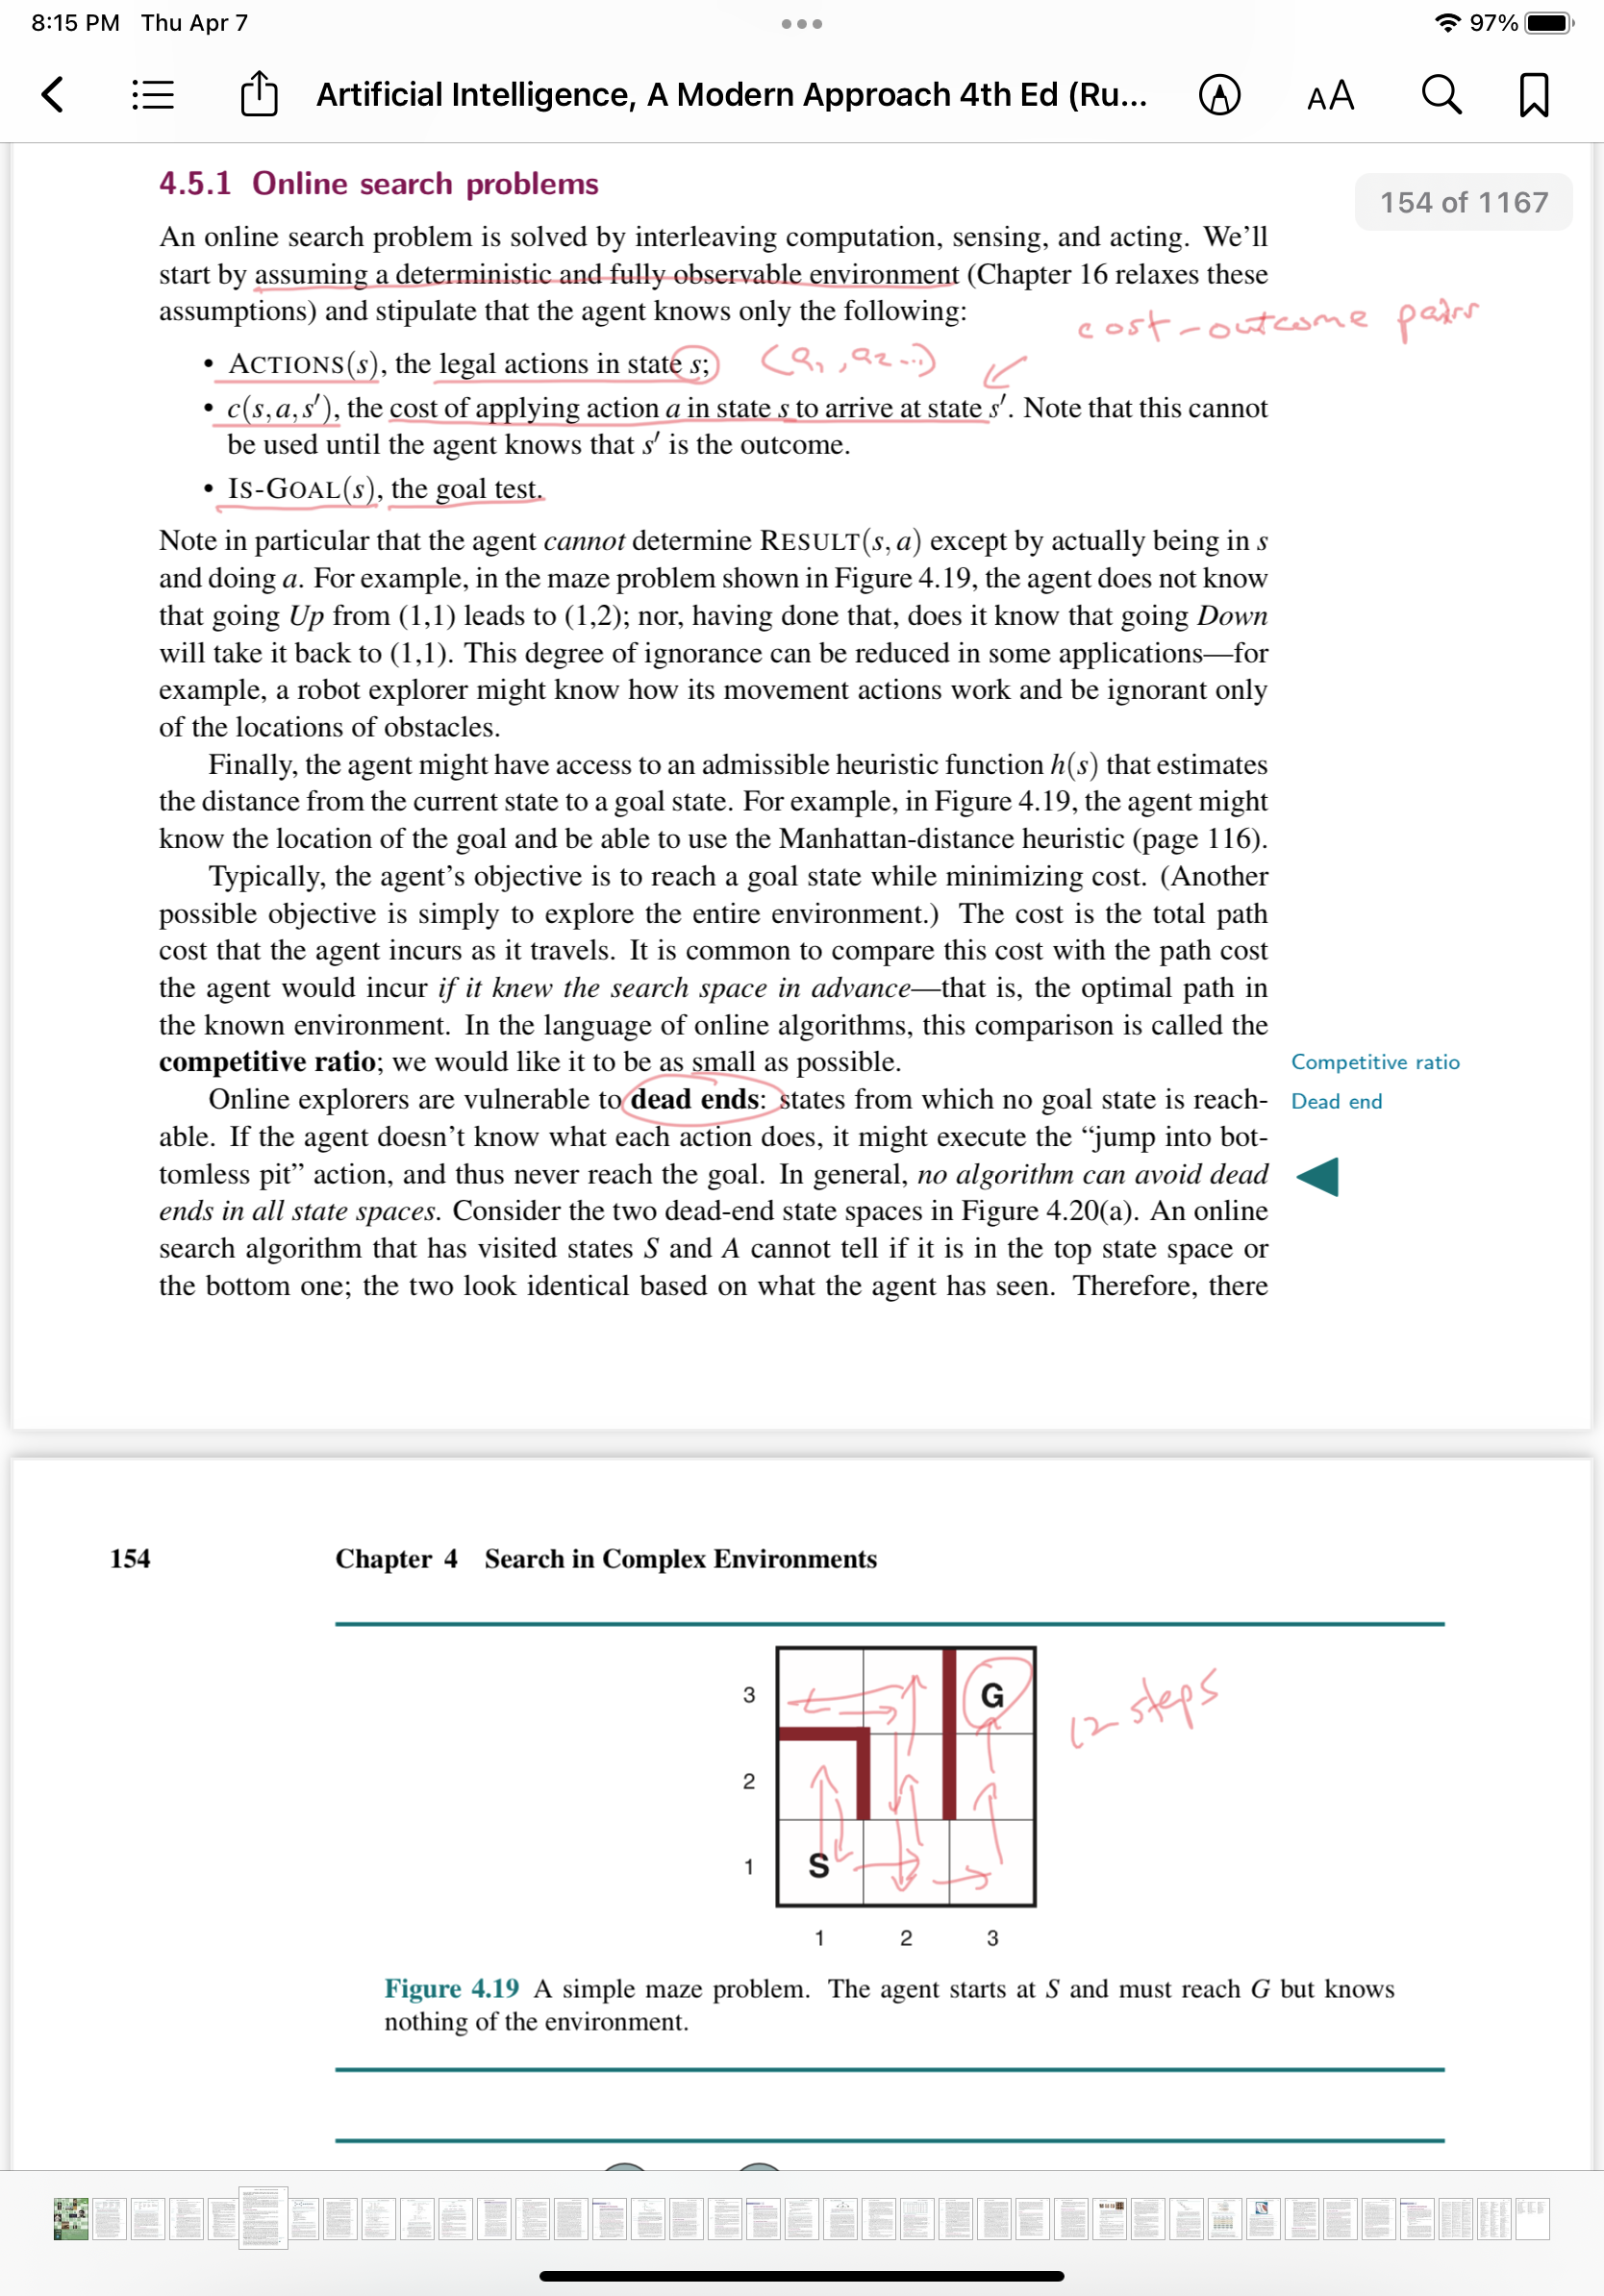 8:15 PM Thu Apr 7
97%
Artificial Intelligence, A Modern Approach 4th Ed (Ru...
AA
154 of 1167
4.5.1 Online search problems
An online search problem is solved by interleaving computation, sensing, and acting. We’ll
start by assuming a deterministic and fully observable environment (Chapter 16 relaxes these
assumptions) and stipulate that the agent knows only the following:
cost-outcome pairs
• ACTIONS(s), the legal actions in state s;
(a1, a2 ...)
• c(s,a,s′), the cost of applying action a in state s to arrive at state s′. Note that this cannot
be used until the agent knows that s′ is the outcome.
• IS-GOAL(s), the goal test.
Note in particular that the agent cannot determine RESULT(s,a) except by actually being in s
and doing a. For example, in the maze problem shown in Figure 4.19, the agent does not know
that going Up from (1,1) leads to (1,2); nor, having done that, does it know that going Down
will take it back to (1,1). This degree of ignorance can be reduced in some applications—for
example, a robot explorer might know how its movement actions work and be ignorant only
of the locations of obstacles.
Finally, the agent might have access to an admissible heuristic function h(s) that estimates
the distance from the current state to a goal state. For example, in Figure 4.19, the agent might
know the location of the goal and be able to use the Manhattan-distance heuristic (page 116).
Typically, the agent’s objective is to reach a goal state while minimizing cost. (Another
possible objective is simply to explore the entire environment.) The cost is the total path
cost that the agent incurs as it travels. It is common to compare this cost with the path cost
the agent would incur if it knew the search space in advance—that is, the optimal path in
the known environment. In the language of online algorithms, this comparison is called the
competitive ratio; we would like it to be as small as possible.
Competitive ratio
Online explorers are vulnerable to dead ends: states from which no goal state is reach-
Dead end
able. If the agent doesn’t know what each action does, it might execute the “jump into bot-
tomless pit” action, and thus never reach the goal. In general, no algorithm can avoid dead
ends in all state spaces. Consider the two dead-end state spaces in Figure 4.20(a). An online
search algorithm that has visited states S and A cannot tell if it is in the top state space or
the bottom one; the two look identical based on what the agent has seen. Therefore, there
154 Chapter 4 Search in Complex Environments
3
G
12 steps
2
1
S
1 2 3
Figure 4.19 A simple maze problem. The agent starts at S and must reach G but knows
nothing of the environment.